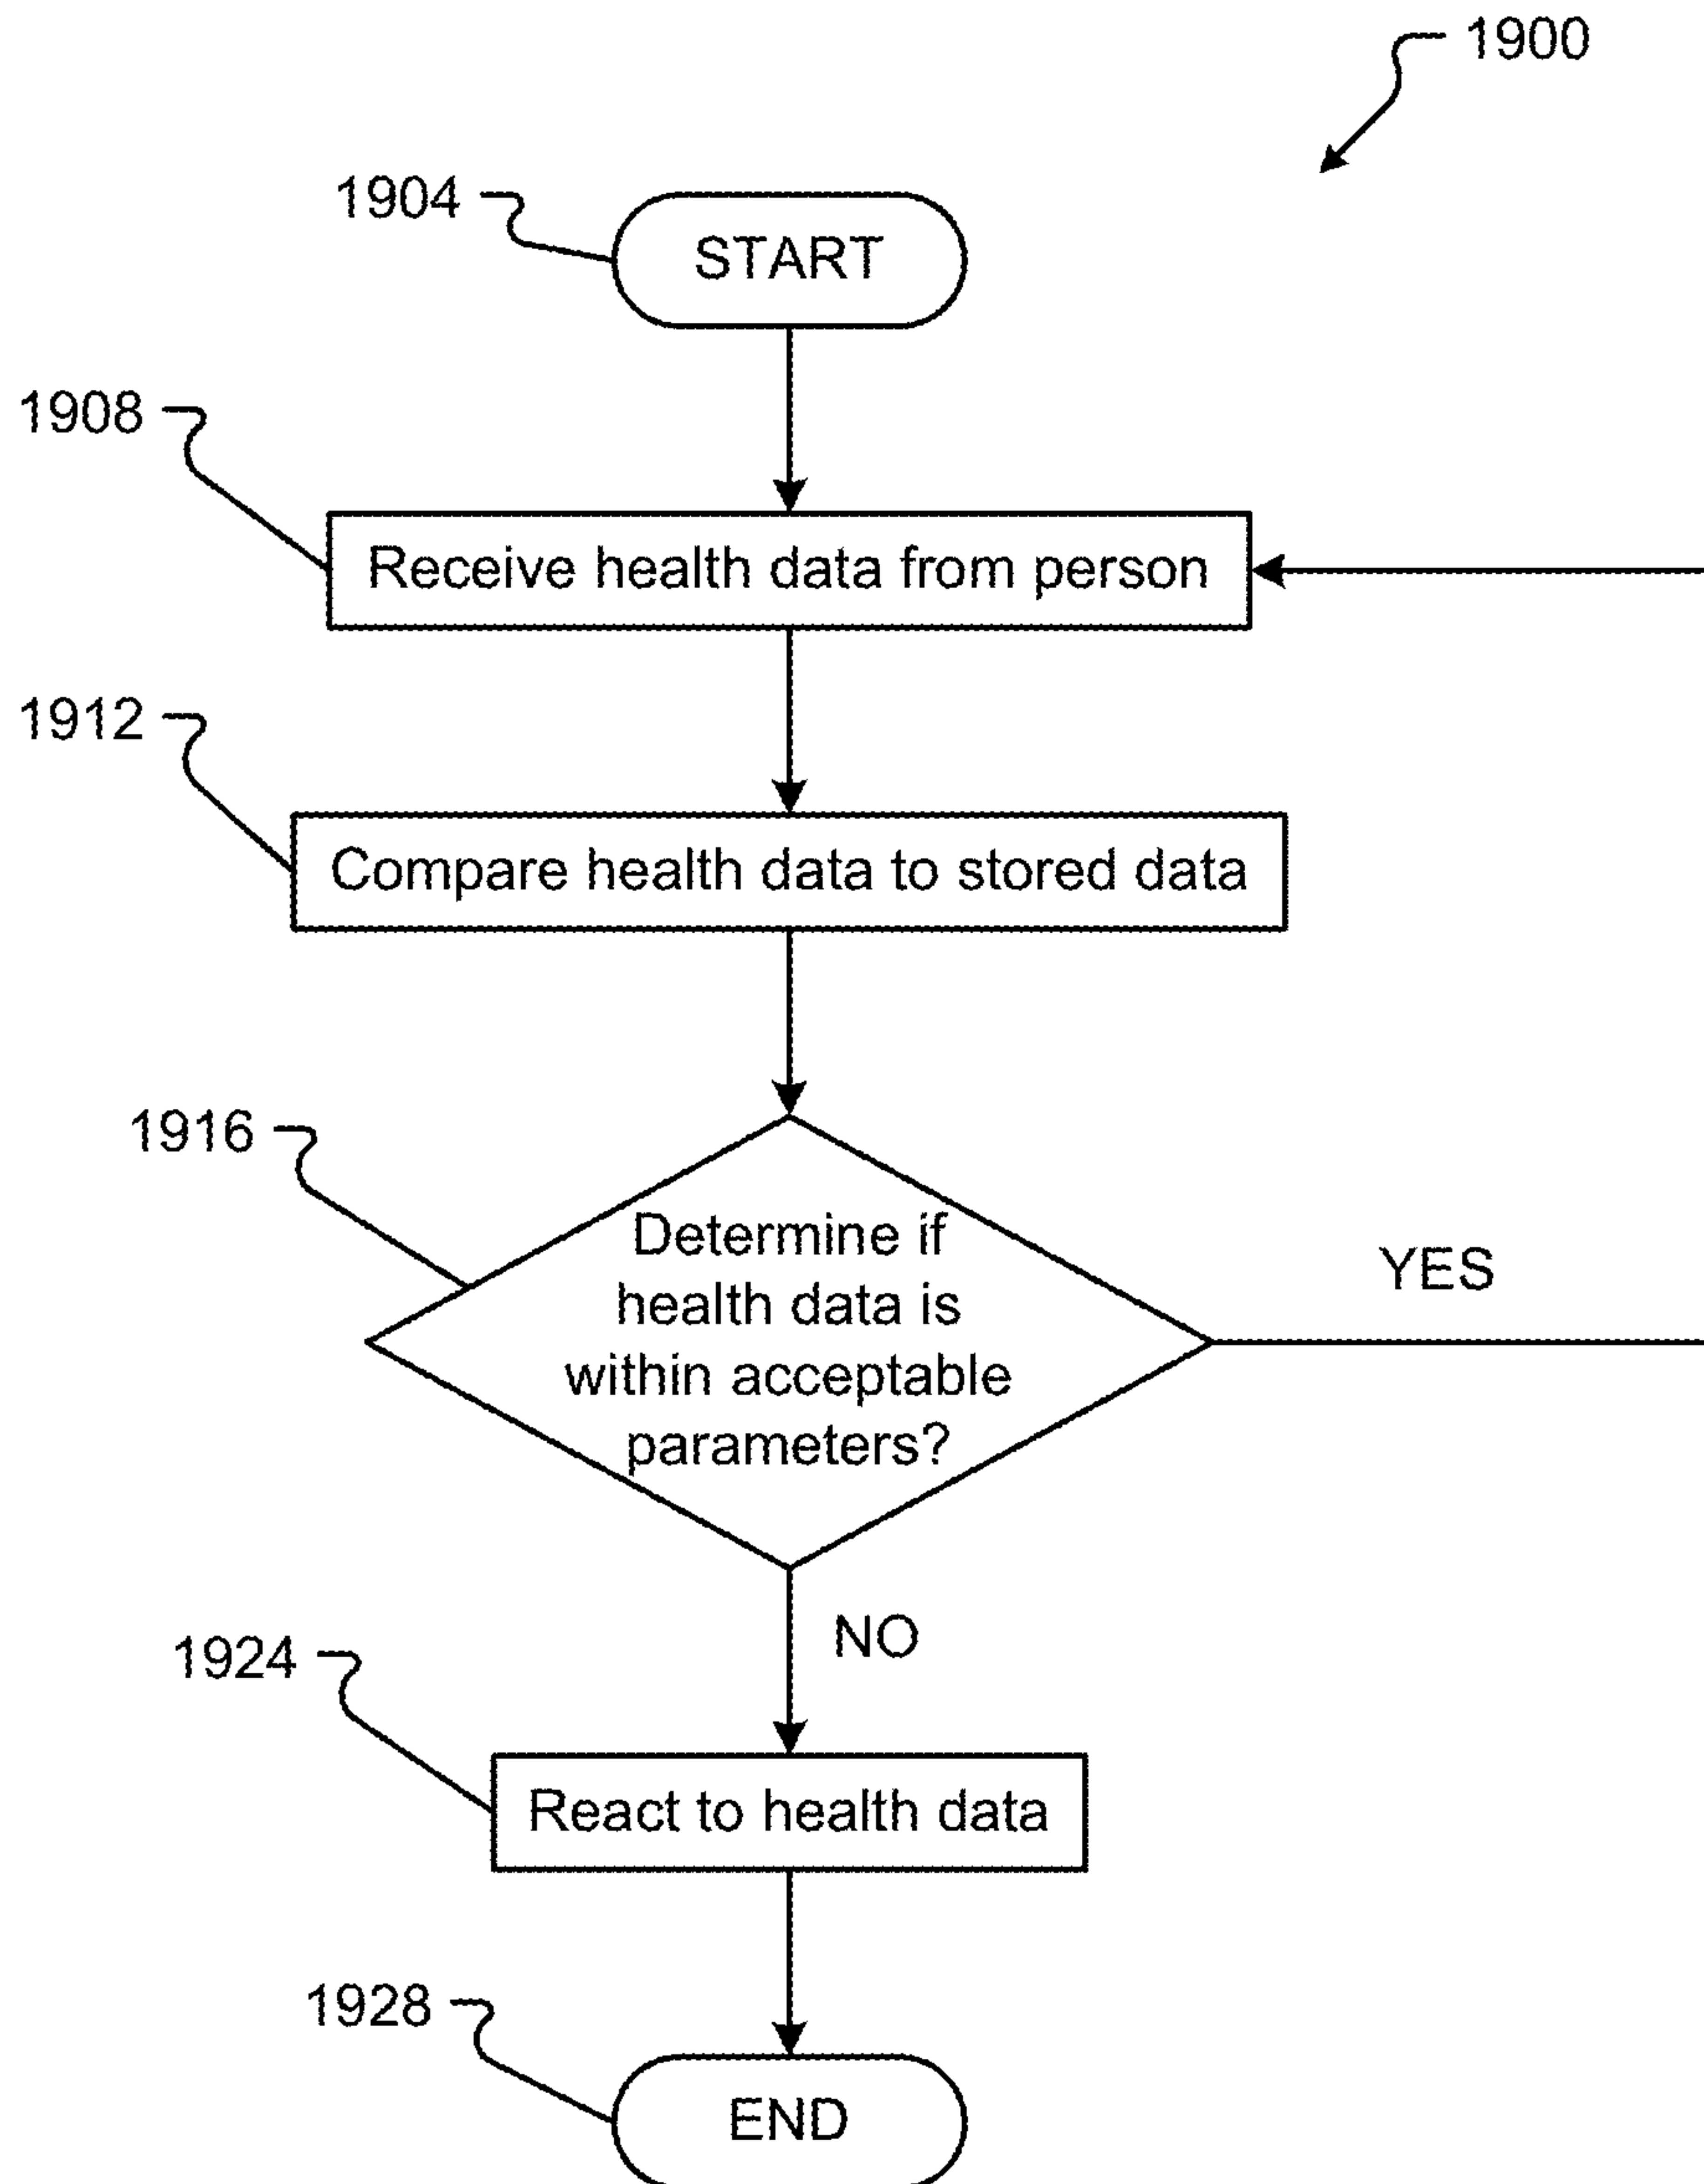 1900
1904
START
1908
Receive health data from person
1912
Compare health data to stored data
1916
Determine if
health data is
within acceptable
parameters?
YES
NO
1924
React to health data
1928
END